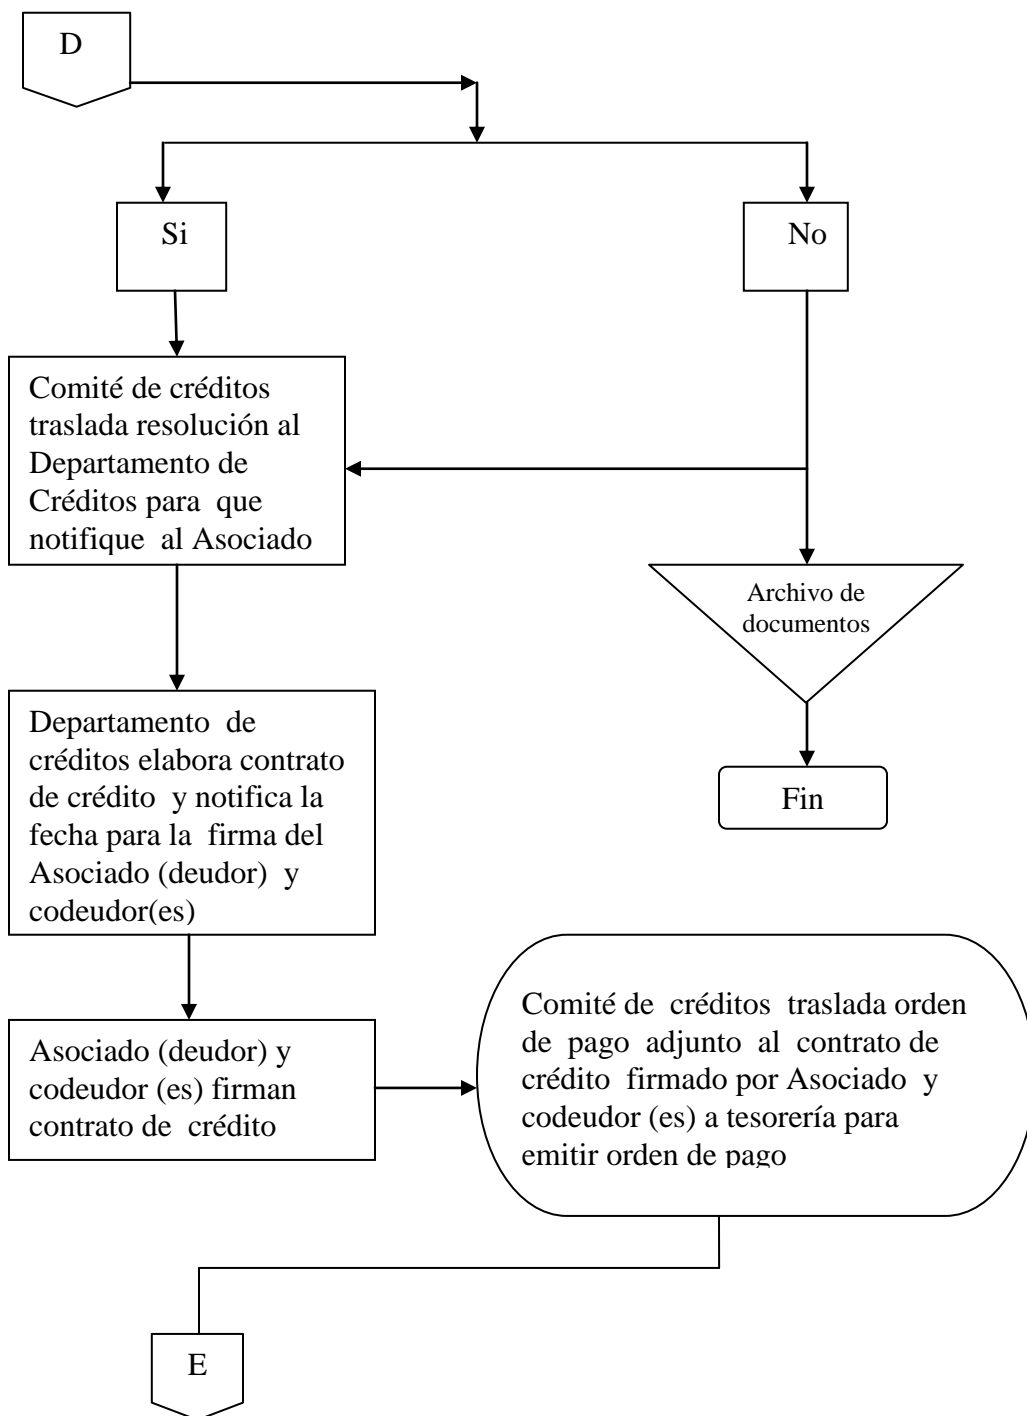 D
Si
No
Comité de créditos
traslada resolución al
Departamento de
Créditos para que
notifique al Asociado
Archivo de
documentos
Departamento de
créditos elabora contrato
de crédito y notifica la
fecha para la firma del
Asociado (deudor) y
codeudor(es)
Fin
Asociado (deudor) y
codeudor (es) firman
contrato de crédito
Comité de créditos traslada orden
de pago adjunto al contrato de
crédito firmado por Asociado y
codeudor (es) a tesorería para
emitir orden de pago
E